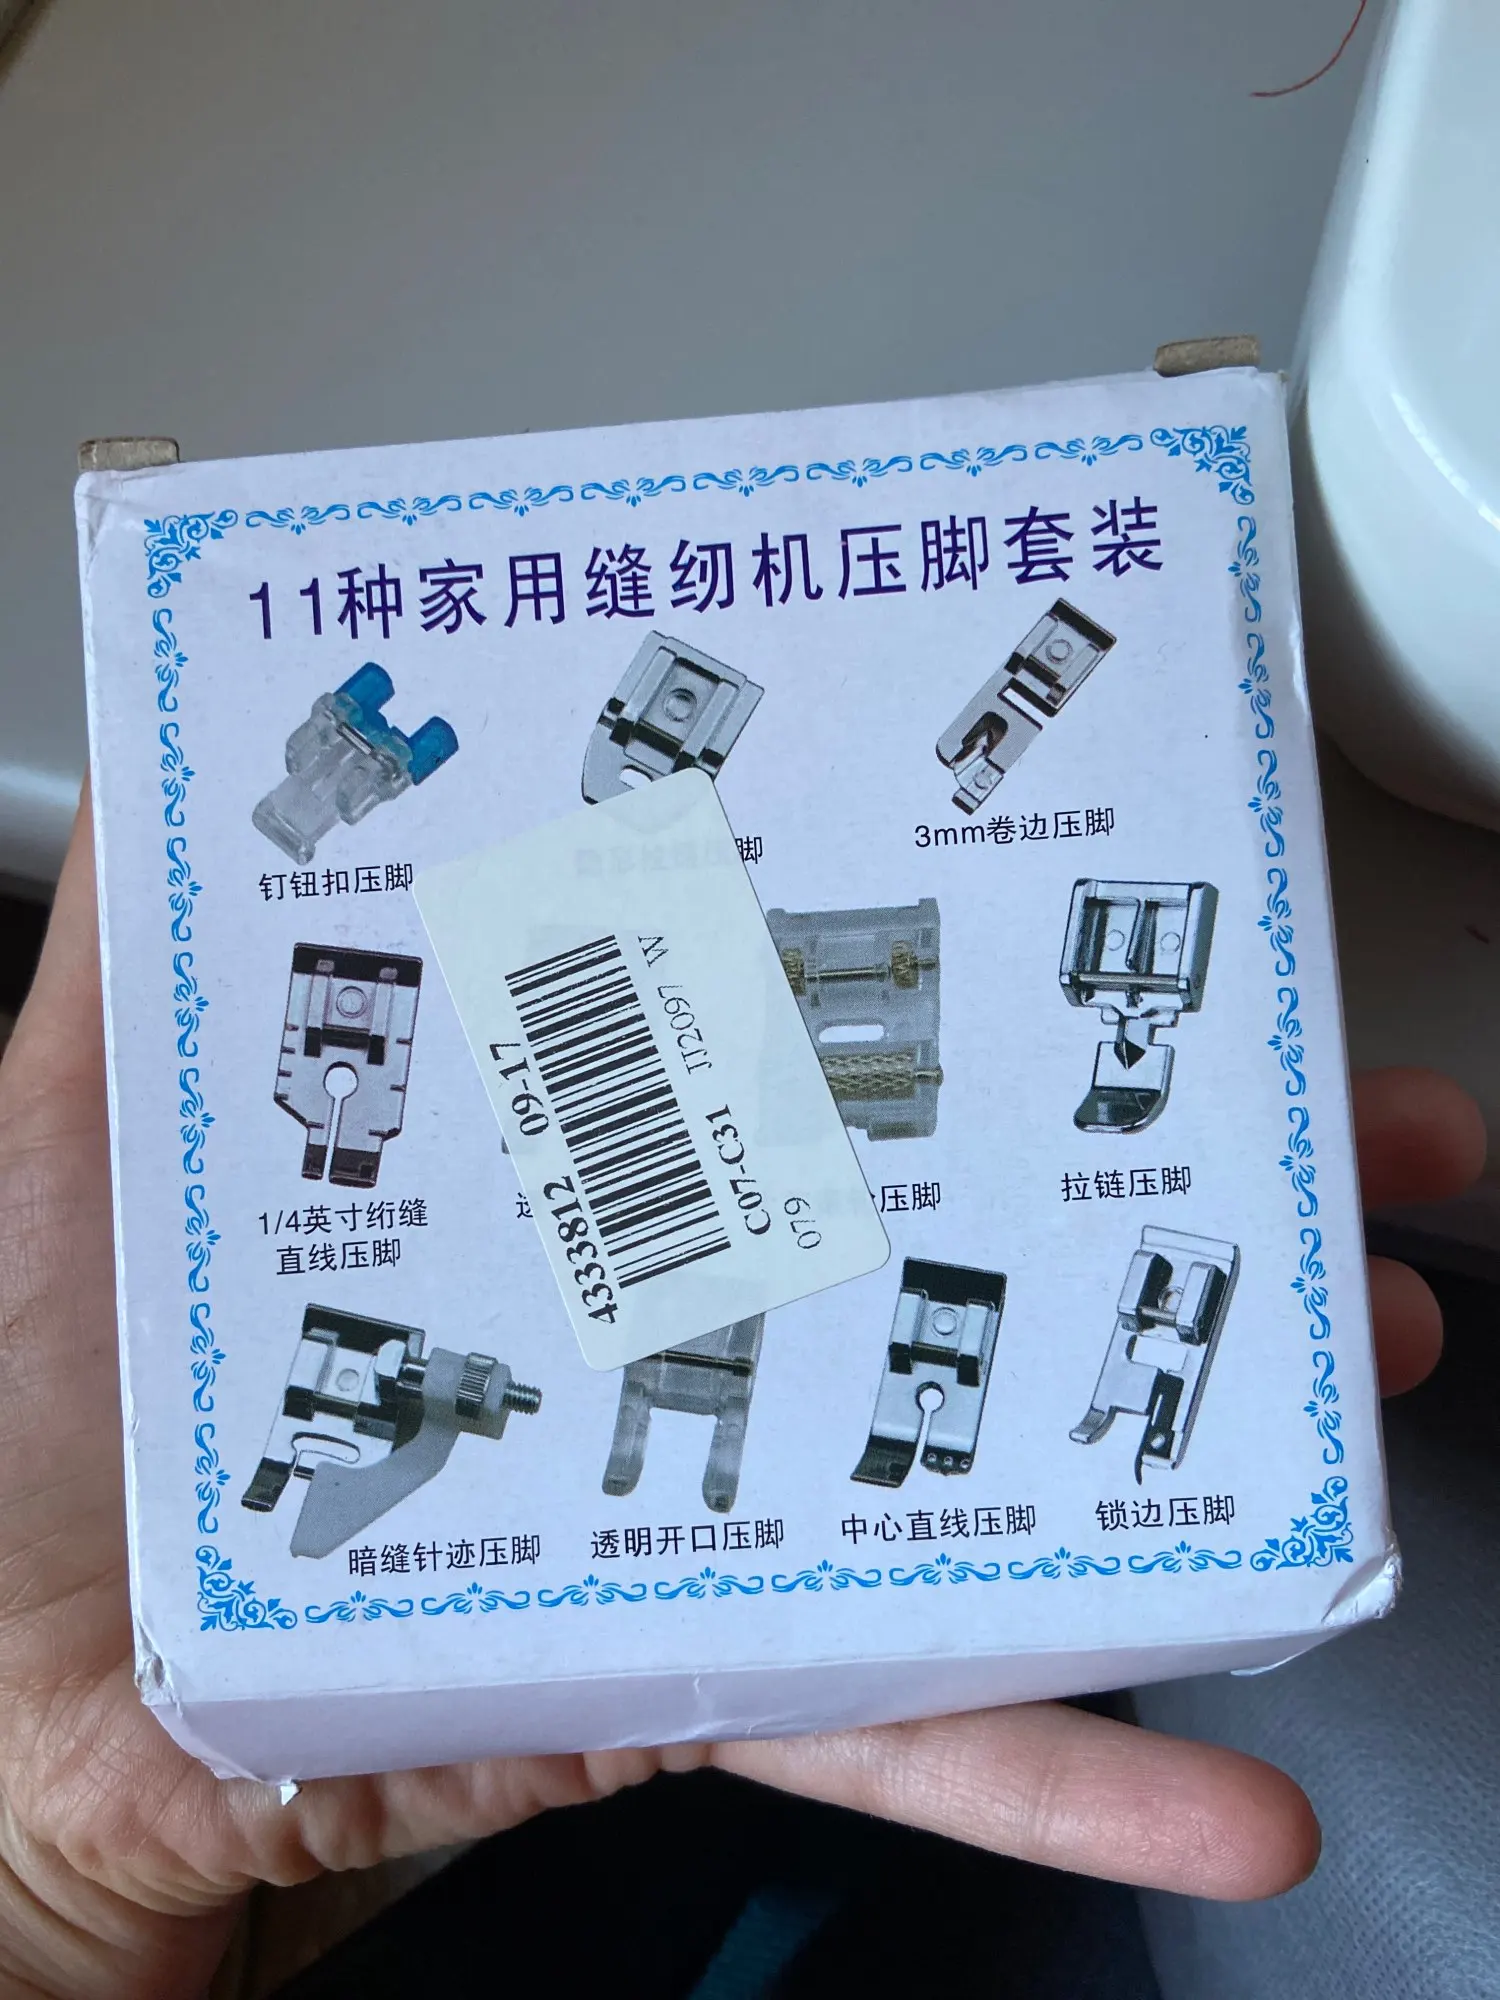 11种家用缝纫机压脚套装
钉钮扣压脚
脚
3mm卷边压脚
1/4英寸绗缝
直线压脚
压脚
拉链压脚
4333812
09-17
JJ2097 W
C07-C31
079
暗缝针迹压脚
透明开口压脚
中心直线压脚
锁边压脚